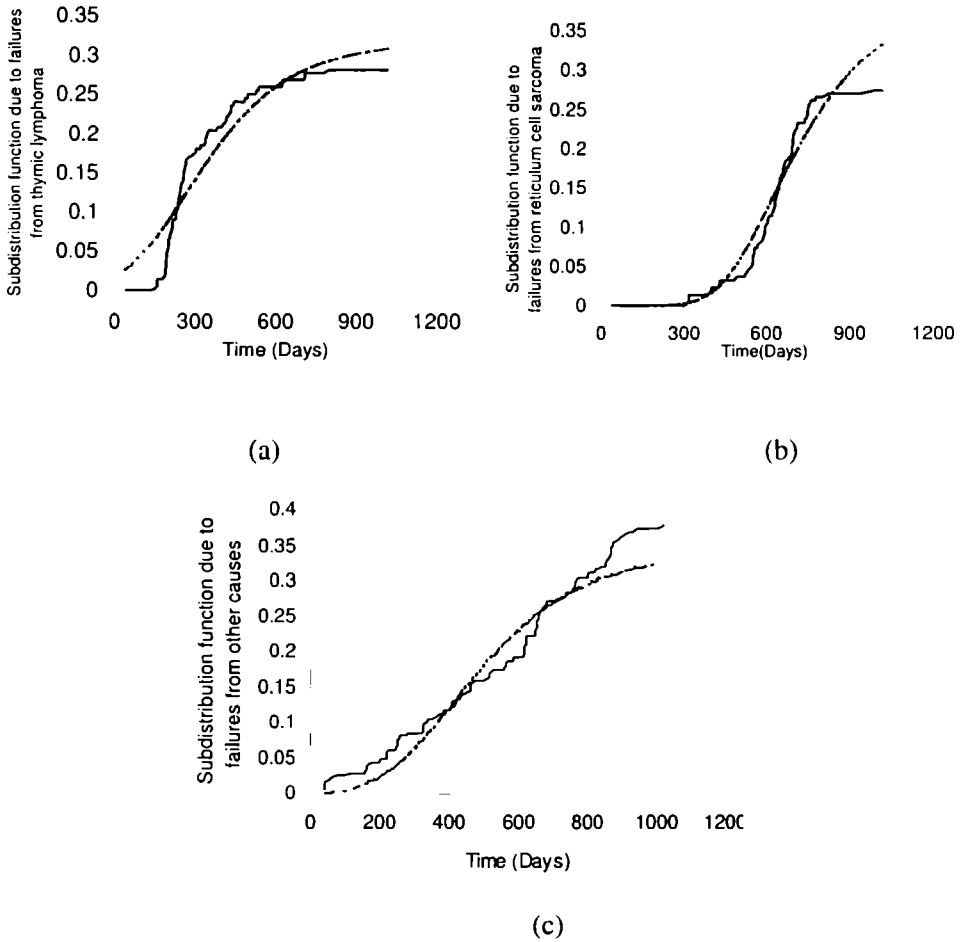 Subdistribution function due to failures
from thymic lymphoma
0.35
0.3
0.25
0.2
0.15
0.1
0.05
0
0 300 600 900 1200
Time (Days)
(a)
Subdistribution function due to
failures from reticulum cell sarcoma
0.35
0.3
0.25
0.2
0.15
0.1
0.05
0
0 300 600 900 1200
Time(Days)
(b)
Subdistribution function due to
failures from other causes
0.4
0.35
0.3
0.25
0.2
0.15
0.1
0.05
0
0 200 400 600 800 1000 1200
Time (Days)
(c)